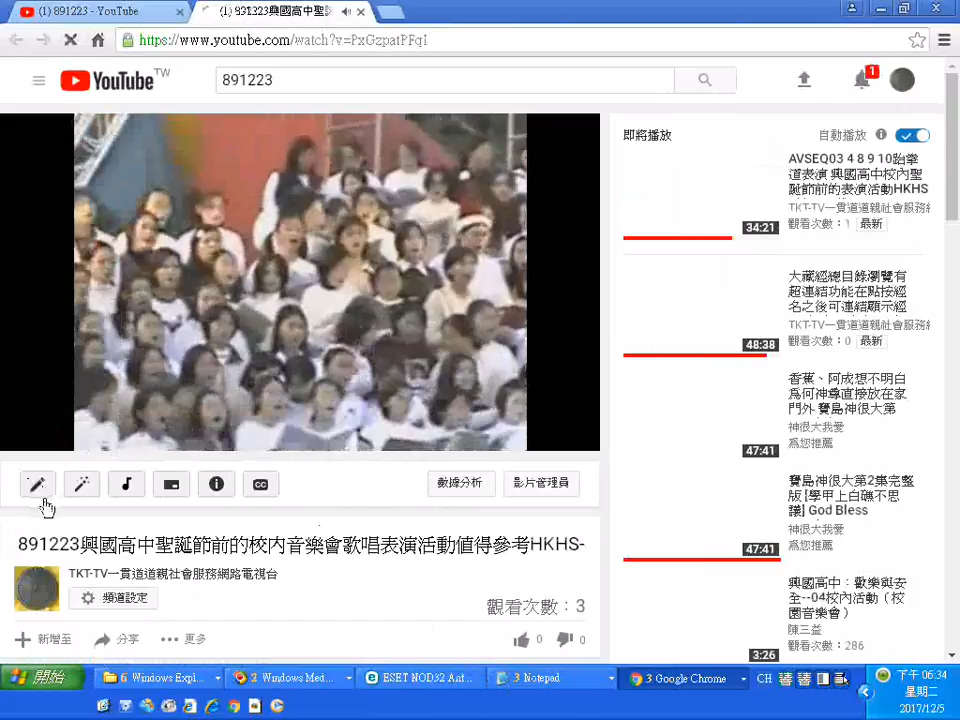 (1) 891223 - YouTube
(1) 891223興國高中聖誕
https://www.youtube.com/watch?v=PxGzpatPFqI
YouTube TW
891223
1
即將播放
自動播放
AVSEQ03 4 8 9 10跆拳
道表演 興國高中校內聖
誕節前的表演活動HKHS
TKT-TV一貫道道親社會服務網
觀看次數：1 最新
34:21
大藏經總目錄瀏覽有
超連結功能在點按經
名之後可連結顯示經
TKT-TV一貫道道親社會服務網
觀看次數：0 最新
48:38
香蕉、阿成想不明白
為何神尊直接放在家
門外 寶島神很大第
神很大我愛
為您推薦
47:41
寶島神很大第2集完整
版 [學甲上白礁不思
議] God Bless
神很大我愛
為您推薦
47:41
興國高中：歡樂與安
全--04校內活動（校
園音樂會）
陳三益
觀看次數：286
3:26
數據分析
影片管理員
891223興國高中聖誕節前的校內音樂會歌唱表演活動值得參考HKHS-
TKT-TV一貫道道親社會服務網路電視台
頻道設定
觀看次數：3
新增至
分享
更多
0
0
開始
6 Windows Expl...
2 Windows Med...
ESET NOD32 Ant...
3 Notepad
3 Google Chrome
CH
下午 06:34
星期二
2017/12/5